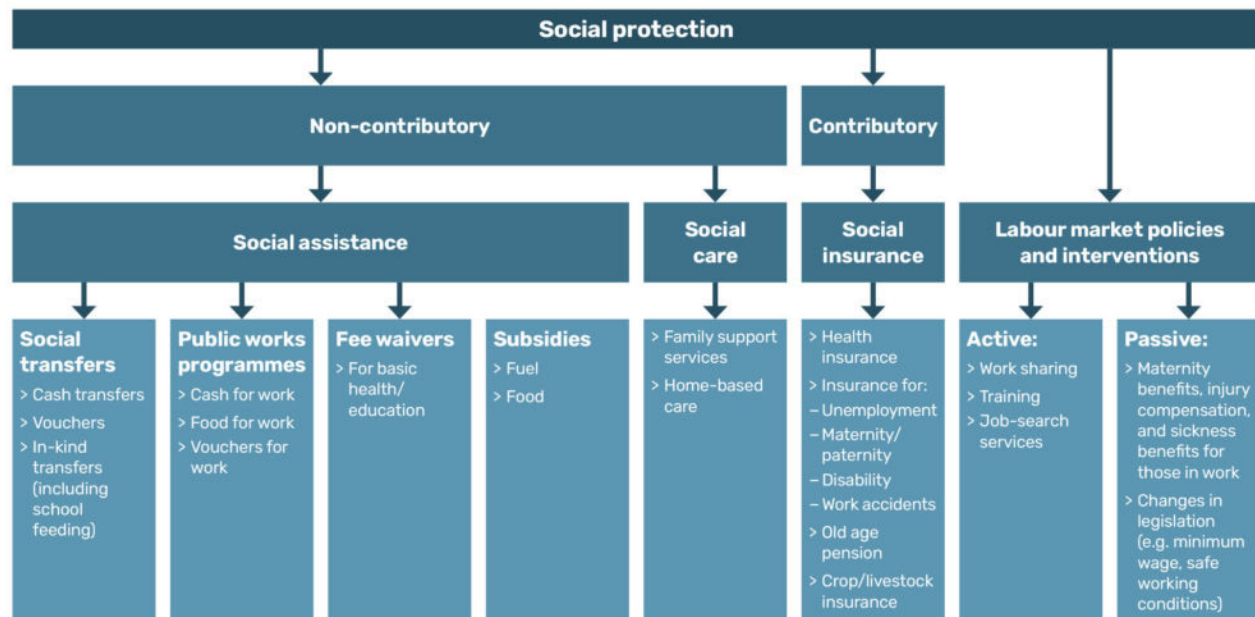 Social protection
Non-contributory
Contributory
Social assistance
Social
care
Social
insurance
Labour market policies
and interventions
Social
transfers
> Cash transfers
> Vouchers
> In-kind
transfers
(including
school
feeding)
Public works
programmes
> Cash for work
> Food for work
> Vouchers for
work
Fee waivers
> For basic
health/
education
Subsidies
> Fuel
> Food
> Family support
services
> Home-based
care
> Health
insurance
> Insurance for:
– Unemployment
– Maternity/
paternity
– Disability
– Work accidents
> Old age
pension
> Crop/livestock
insurance
Active:
> Work sharing
> Training
> Job-search
services
Passive:
> Maternity
benefits, injury
compensation,
and sickness
benefits for
those in work
> Changes in
legislation
(e.g. minimum
wage, safe
working
conditions)